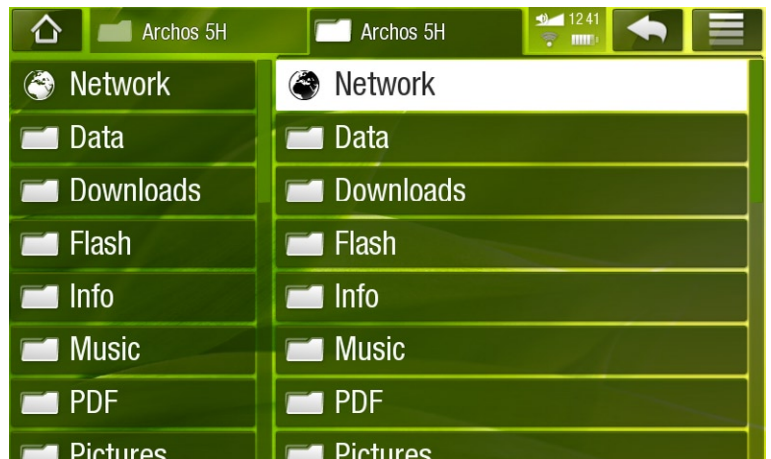 Archos 5H
Archos 5H
12 41
Network
Data
Downloads
Flash
Info
Music
PDF
Pictures
Network
Data
Downloads
Flash
Info
Music
PDF
Pictures